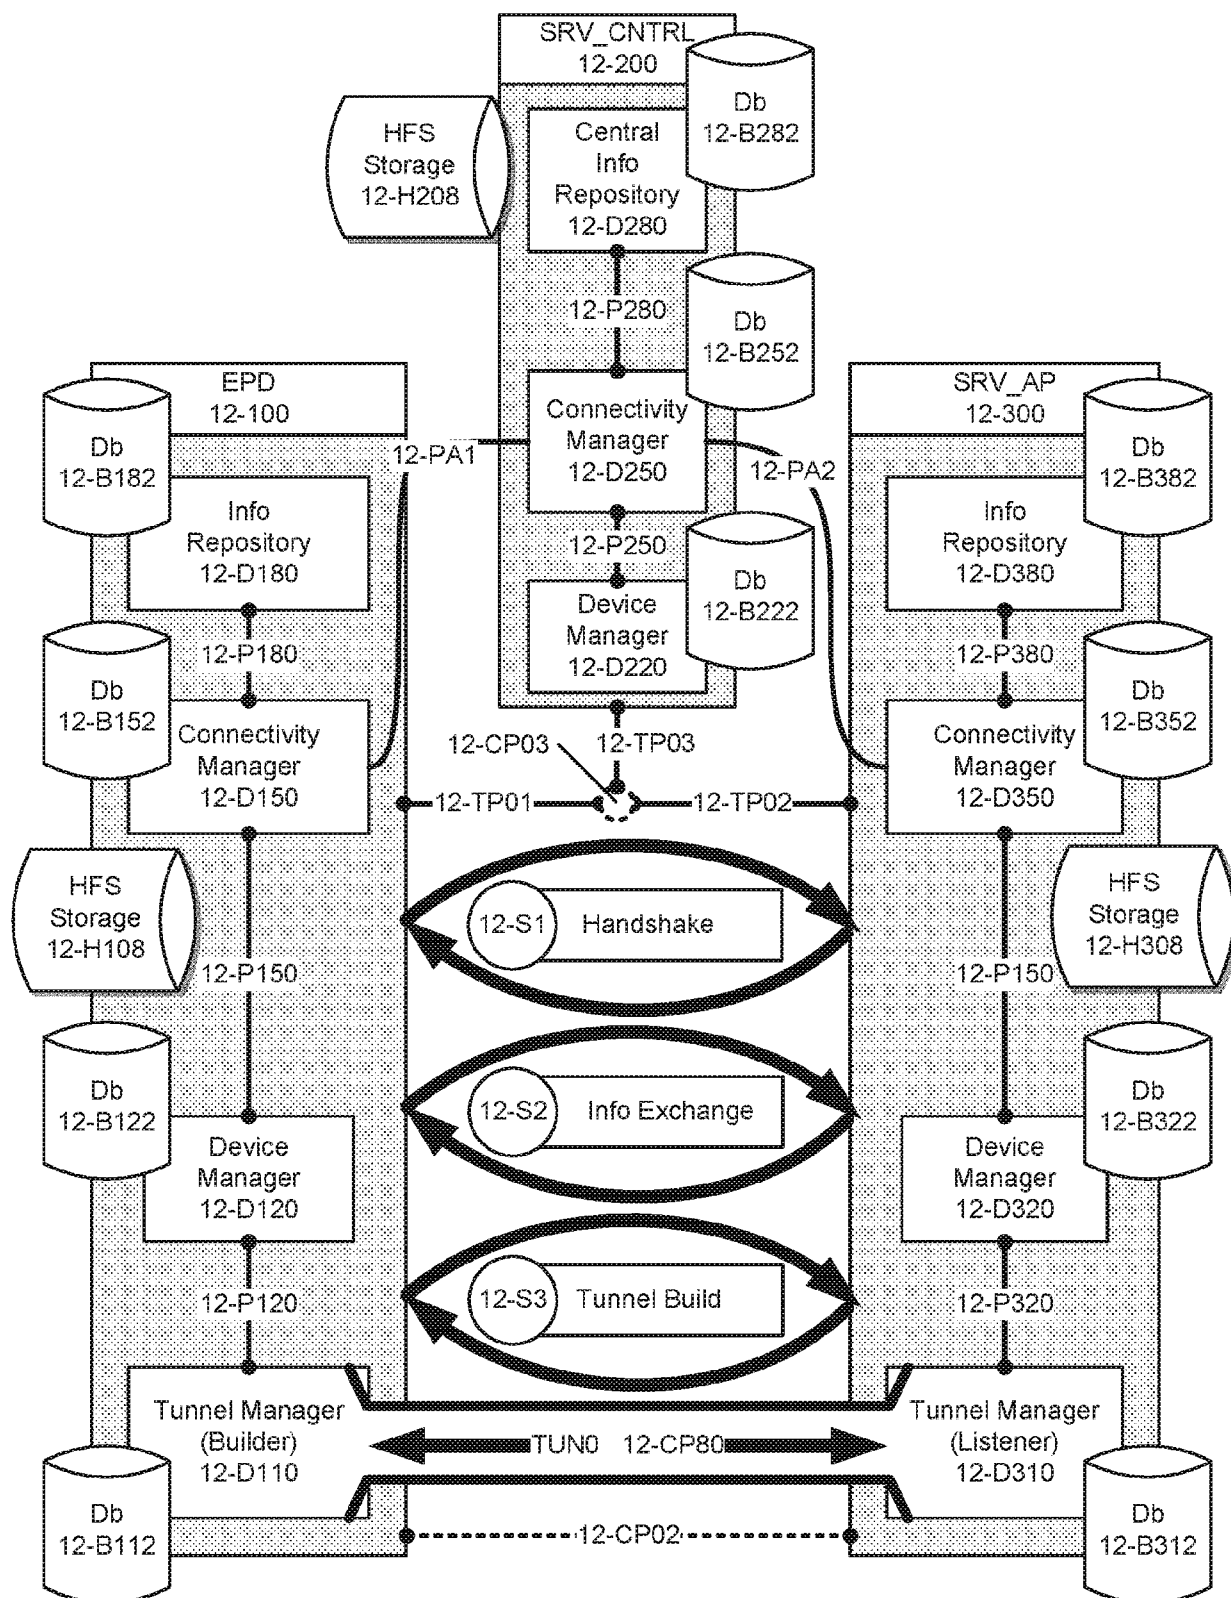 SRV_CNTRL
12-200
Db
12-B282
HFS
Storage
12-H208
Central
Info
Repository
12-D280
12-P280
Db
12-B252
EPD
12-100
SRV_AP
12-300
Connectivity
Manager
12-D250
12-PA1
12-PA2
Db
12-B182
Db
12-B382
Info
Repository
12-D180
12-P250
Info
Repository
12-D380
Db
12-B222
Device
Manager
12-D220
12-P180
12-P380
Db
12-B152
Db
12-B352
Connectivity
Manager
12-D150
12-CP03
12-TP03
Connectivity
Manager
12-D350
12-TP01
12-TP02
HFS
Storage
12-H108
12-S1
Handshake
HFS
Storage
12-H308
12-P150
12-P150
Db
12-B122
12-S2
Info Exchange
Db
12-B322
Device
Manager
12-D120
Device
Manager
12-D320
12-P120
12-S3
Tunnel Build
12-P320
Tunnel Manager
(Builder)
12-D110
TUN0
12-CP80
Tunnel Manager
(Listener)
12-D310
Db
12-B112
12-CP02
Db
12-B312